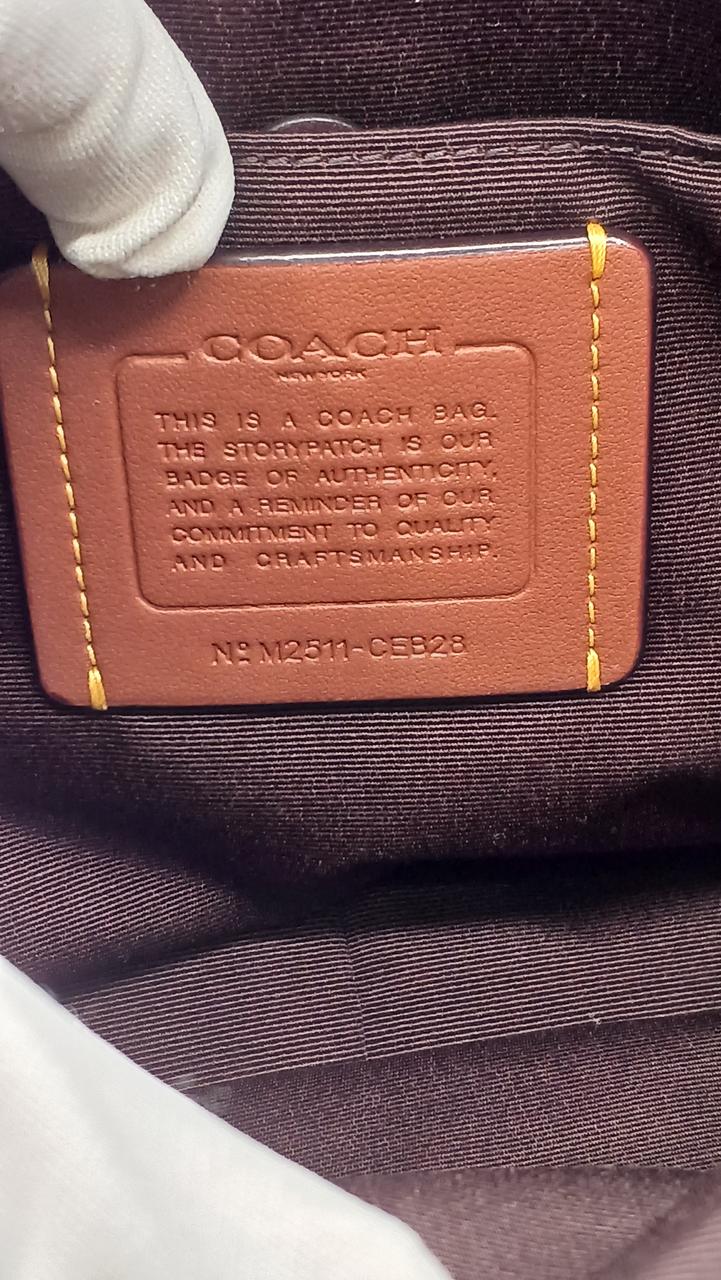 COACH
NEW YORK
THIS IS A COACH BAG.
THE STORYPATCH IS OUR
BADGE OF AUTHENTICITY,
AND A REMINDER OF OUR
COMMITMENT TO QUALITY
AND CRAFTSMANSHIP.
Nº M2511-CEB28